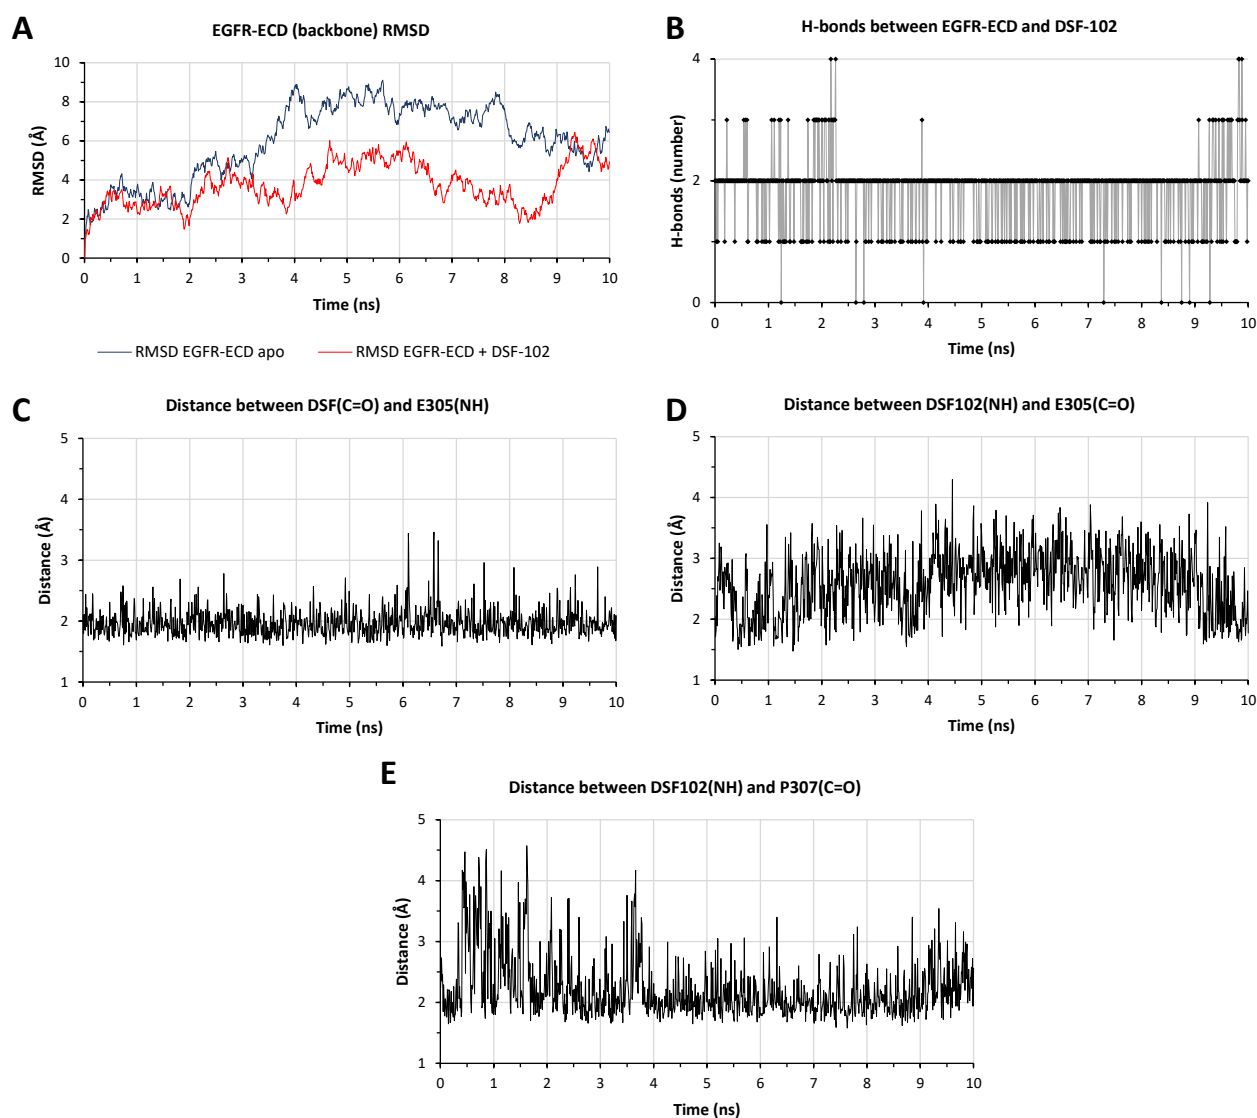 A
EGFR-ECD (backbone) RMSD
RMSD (Å)
10
8
6
4
2
0
0 1 2 3 4 5 6 7 8 9 10
Time (ns)
RMSD EGFR-ECD apo
RMSD EGFR-ECD + DSF-102
B
H-bonds between EGFR-ECD and DSF-102
H-bonds (number)
4
2
0
0 1 2 3 4 5 6 7 8 9 10
Time (ns)
C
Distance between DSF(C=O) and E305(NH)
Distance (Å)
5
4
3
2
1
0 1 2 3 4 5 6 7 8 9 10
Time (ns)
D
Distance between DSF102(NH) and E305(C=O)
Distance (Å)
5
4
3
2
1
0 1 2 3 4 5 6 7 8 9 10
Time (ns)
E
Distance between DSF102(NH) and P307(C=O)
Distance (Å)
5
4
3
2
1
0 1 2 3 4 5 6 7 8 9 10
Time (ns)